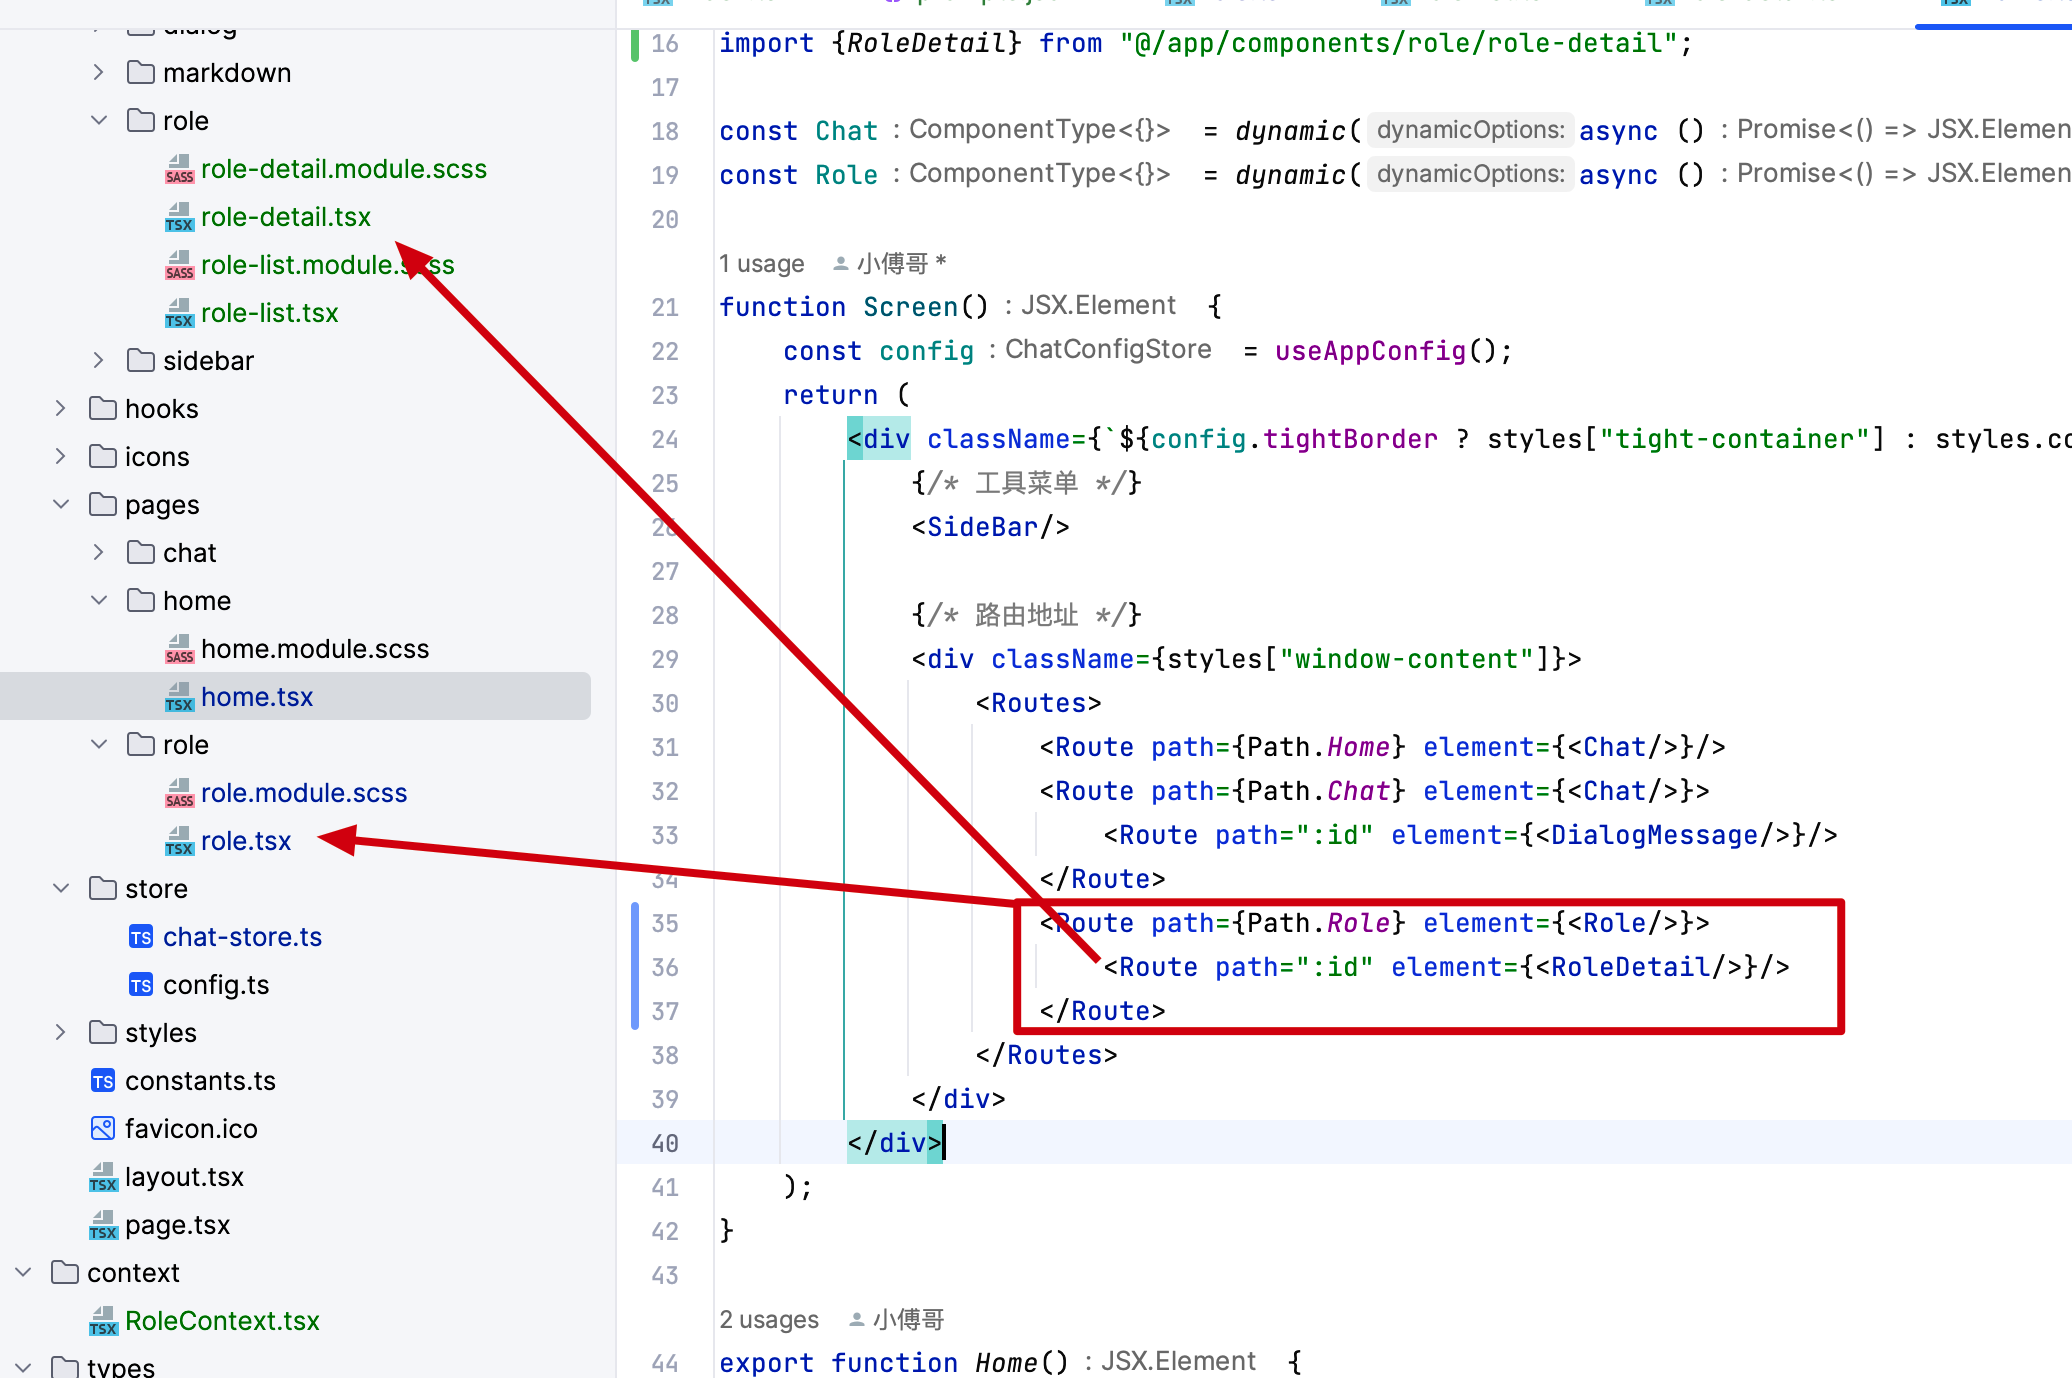 dialog
markdown
role
SASS role-detail.module.scss
TSX role-detail.tsx
SASS role-list.module.scss
TSX role-list.tsx
sidebar
hooks
icons
pages
chat
home
SASS home.module.scss
TSX home.tsx
role
SASS role.module.scss
TSX role.tsx
store
TS chat-store.ts
TS config.ts
styles
TS constants.ts
favicon.ico
TSX layout.tsx
TSX page.tsx
context
TSX RoleContext.tsx
types
16 import {RoleDetail} from "@/app/components/role/role-detail";
17
18 const Chat : ComponentType<{}> = dynamic( dynamicOptions: async () : Promise<() => JSX.Elemen
19 const Role : ComponentType<{}> = dynamic( dynamicOptions: async () : Promise<() => JSX.Elemen
20
1 usage 小傅哥 *
21 function Screen() : JSX.Element {
22 const config : ChatConfigStore = useAppConfig();
23 return (
24 <div className={`${config.tightBorder ? styles["tight-container"] : styles.co
25 {/* 工具菜单 */}
26 <SideBar/>
27
28 {/* 路由地址 */}
29 <div className={styles["window-content"]}>
30 <Routes>
31 <Route path={Path.Home} element={<Chat/>}/>
32 <Route path={Path.Chat} element={<Chat/>}>
33 <Route path=":id" element={<DialogMessage/>}/>
34 </Route>
35 <Route path={Path.Role} element={<Role/>}>
36 <Route path=":id" element={<RoleDetail/>}/>
37 </Route>
38 </Routes>
39 </div>
40 </div>
41 );
42 }
43
2 usages 小傅哥
44 export function Home() : JSX.Element {